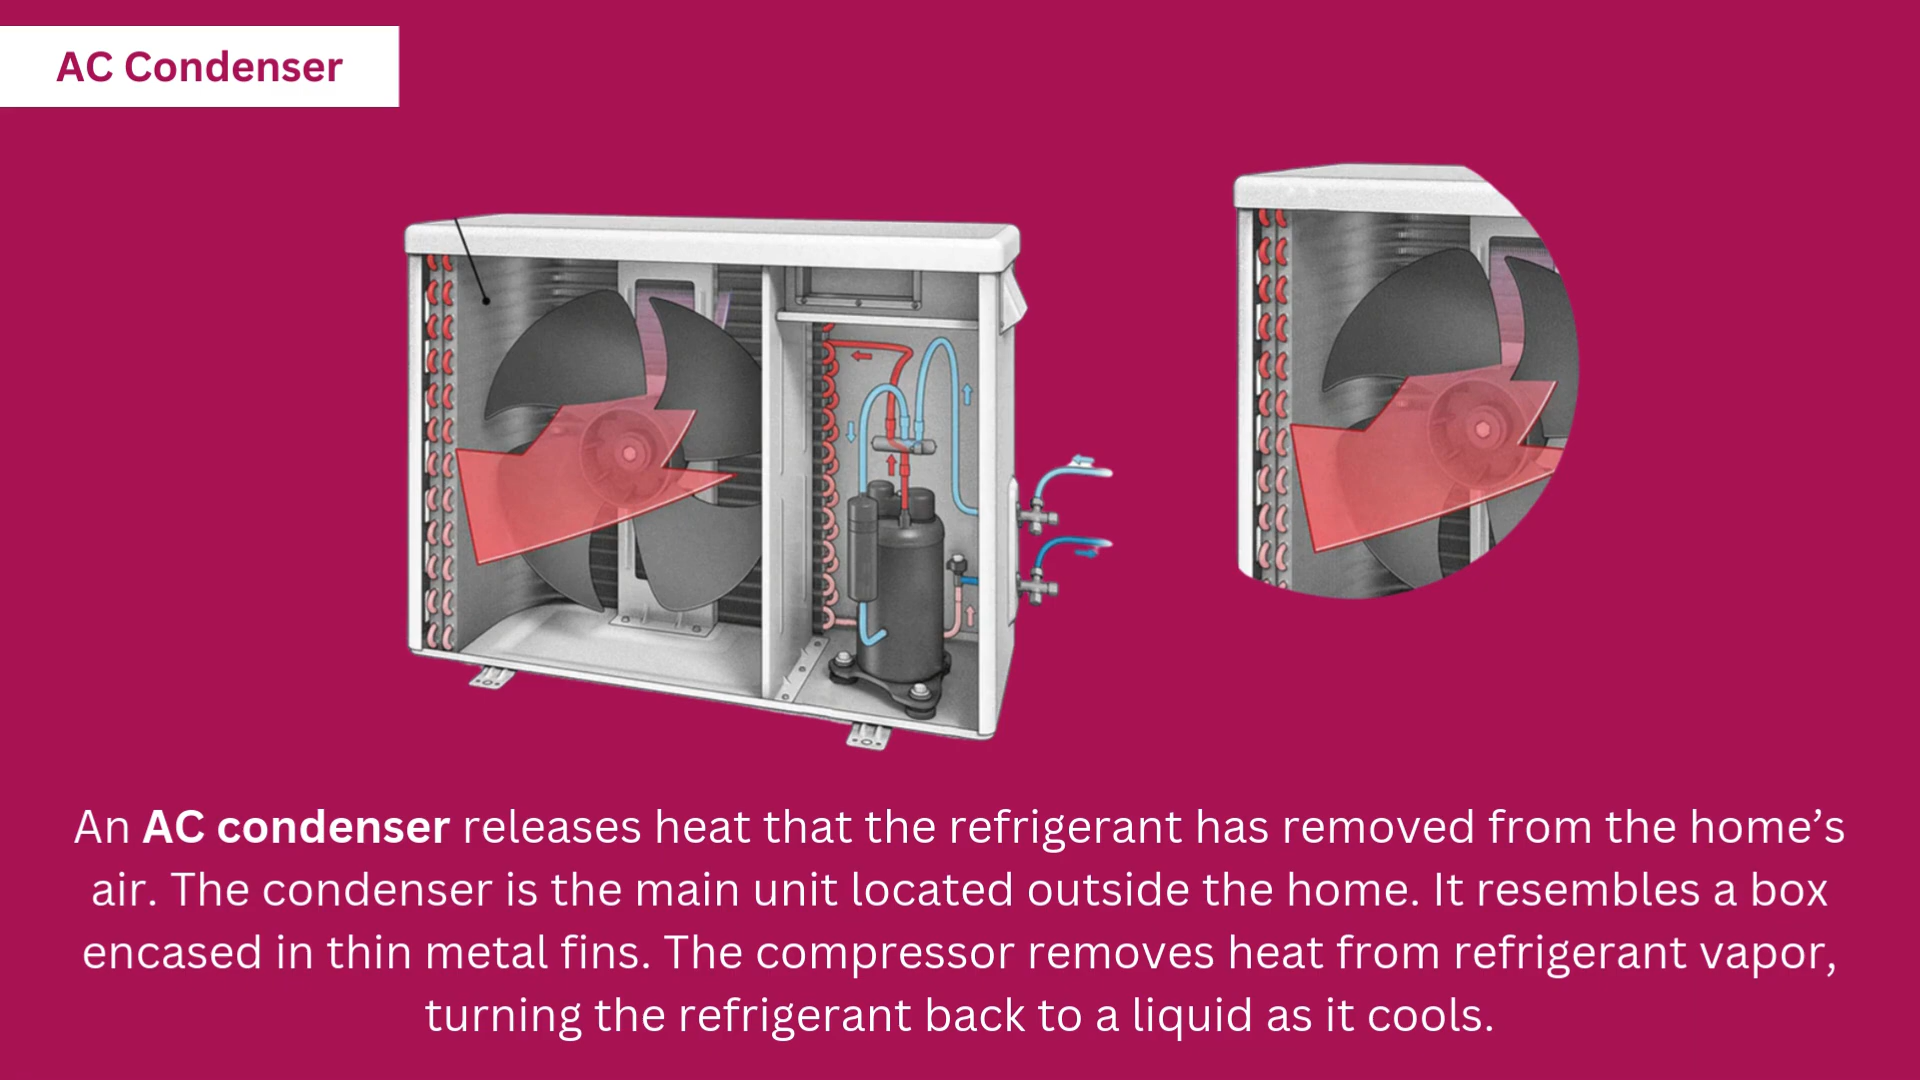 AC Condenser
An AC condenser releases heat that the refrigerant has removed from the home’s
air. The condenser is the main unit located outside the home. It resembles a box
encased in thin metal fins. The compressor removes heat from refrigerant vapor,
turning the refrigerant back to a liquid as it cools.